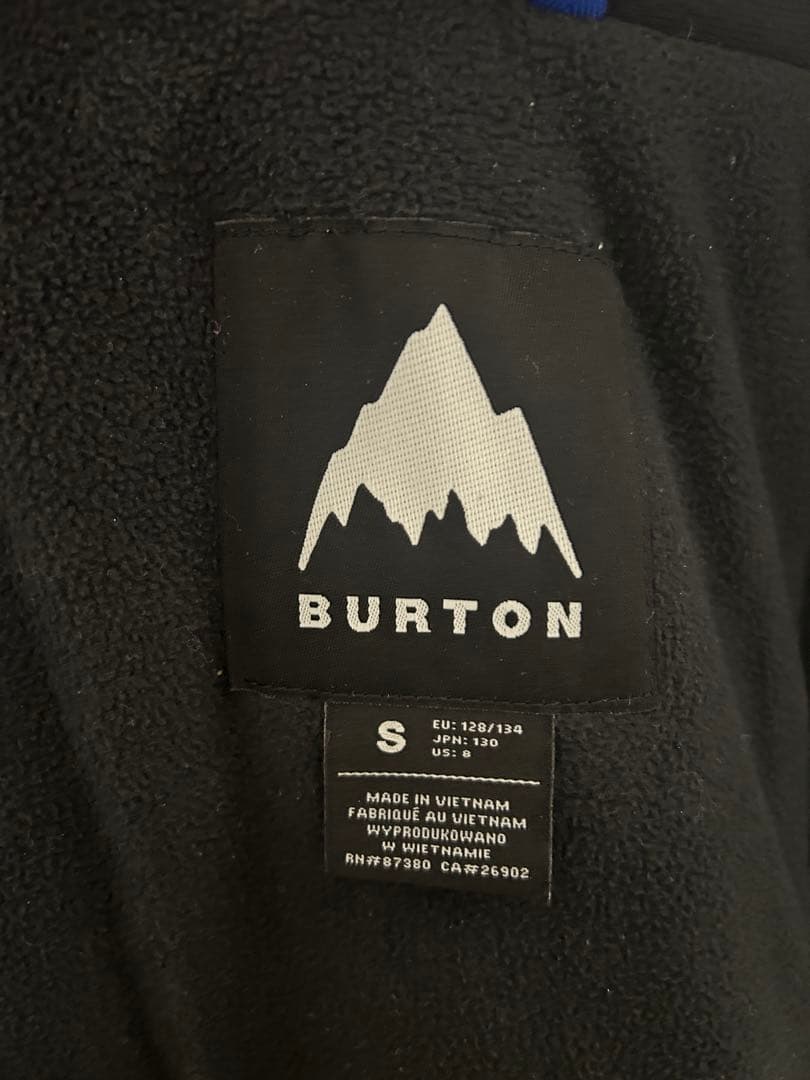 BURTON
S
EU: 128/134
JPN: 130
US: 8
MADE IN VIETNAM
FABRIQUÉ AU VIETNAM
WYPRODUKOWANO
W WIETNAMIE
RN#87380 CA#26902